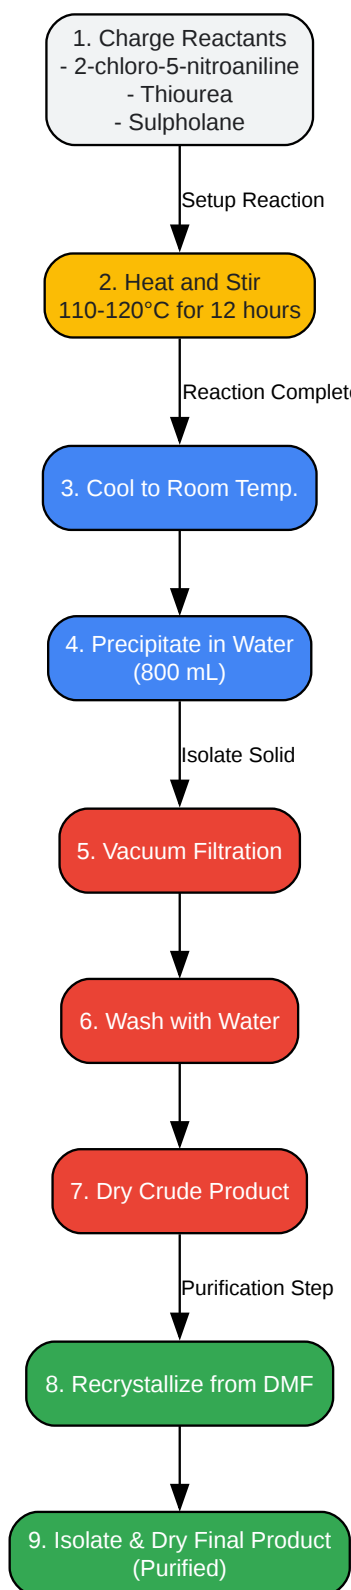 1. Charge Reactants
- 2-chloro-5-nitroaniline
- Thiourea
- Sulpholane
Setup Reaction
2. Heat and Stir
110-120°C for 12 hours
Reaction Complete
3. Cool to Room Temp.
4. Precipitate in Water
(800 mL)
Isolate Solid
5. Vacuum Filtration
6. Wash with Water
7. Dry Crude Product
Purification Step
8. Recrystallize from DMF
9. Isolate & Dry Final Product
(Purified)